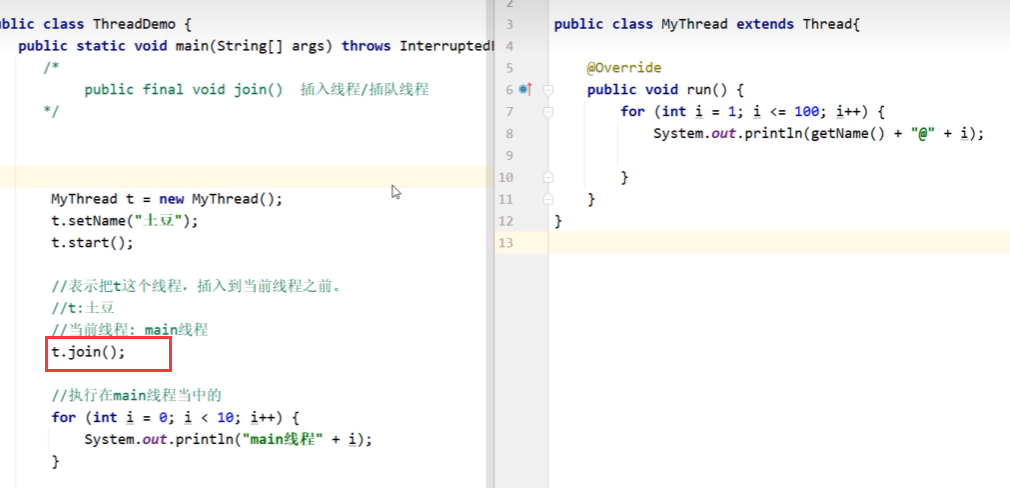 public class ThreadDemo {
public static void main(String[] args) throws
/*
public final void join()  插入线程/插队线程
*/
MyThread t = new MyThread();
t.setName("土豆");
t.start();
//表示把t这个线程，插入到当前线程之前。
//t:土豆
//当前线程: main线程
t.join();
//执行在main线程当中的
for (int i = 0; i < 10; i++) {
System.out.println("main线程" + i);
}
2
3 public class MyThread extends Thread{
4
5 @Override
6 public void run() {
7 for (int i = 1; i <= 100; i++) {
8 System.out.println(getName() + "@" + i);
9
10 }
11 }
12 }
13